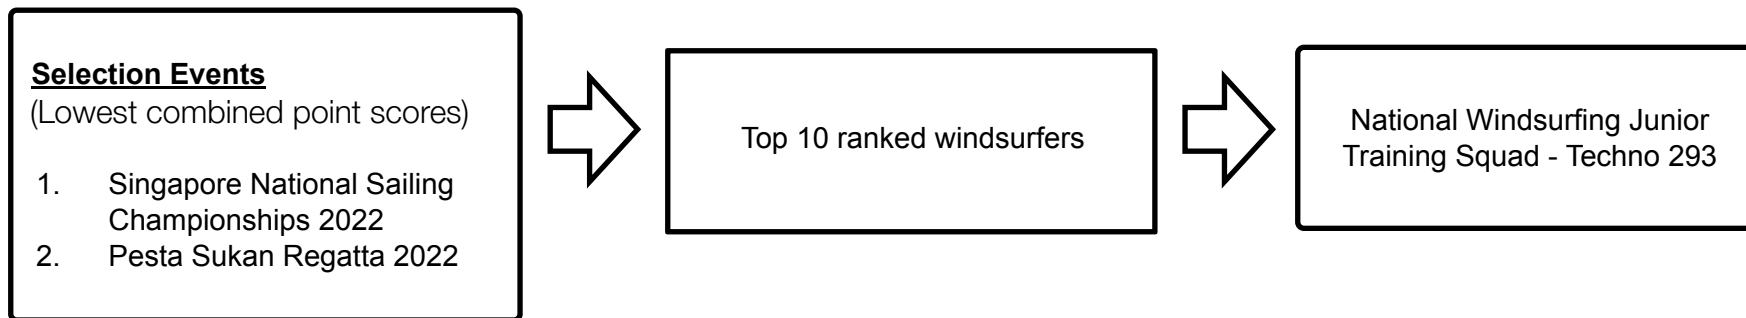 Selection Events
(Lowest combined point scores)
1. Singapore National Sailing
Championships 2022
2. Pesta Sukan Regatta 2022
Top 10 ranked windsurfers
National Windsurfing Junior
Training Squad - Techno 293